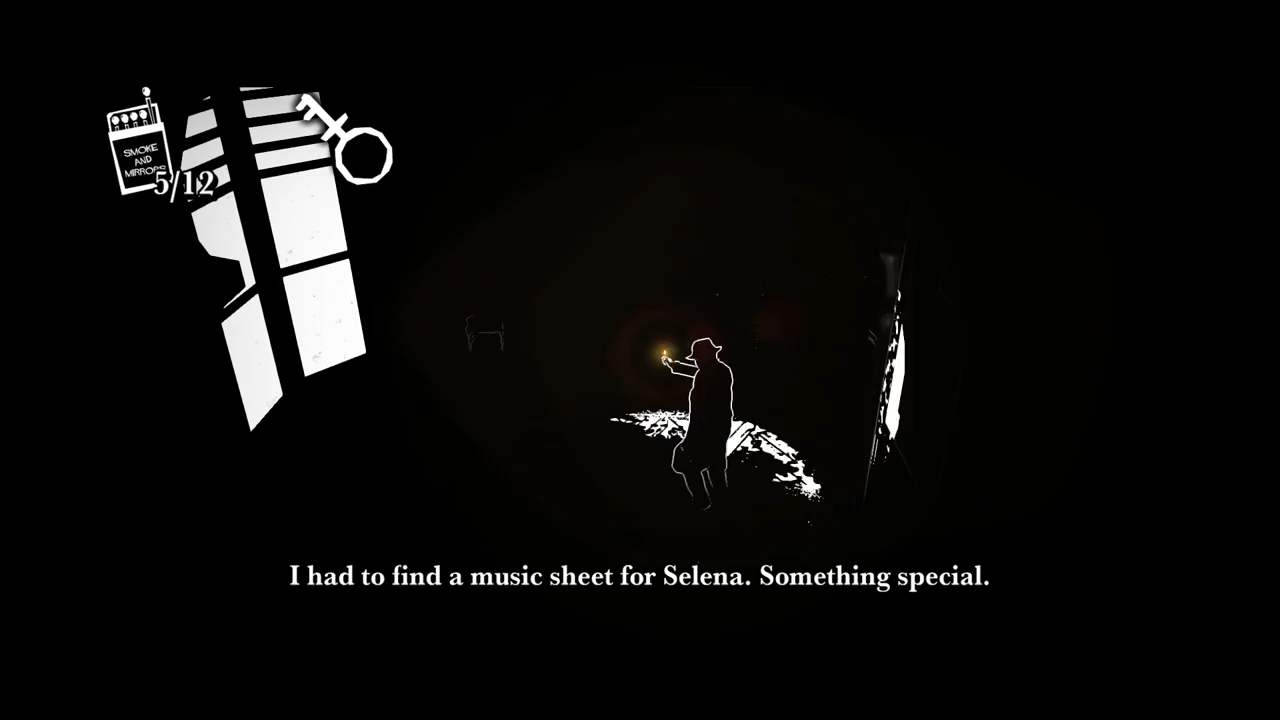 SMOKE
AND
MIRRORS
5/12
I had to find a music sheet for Selena. Something special.